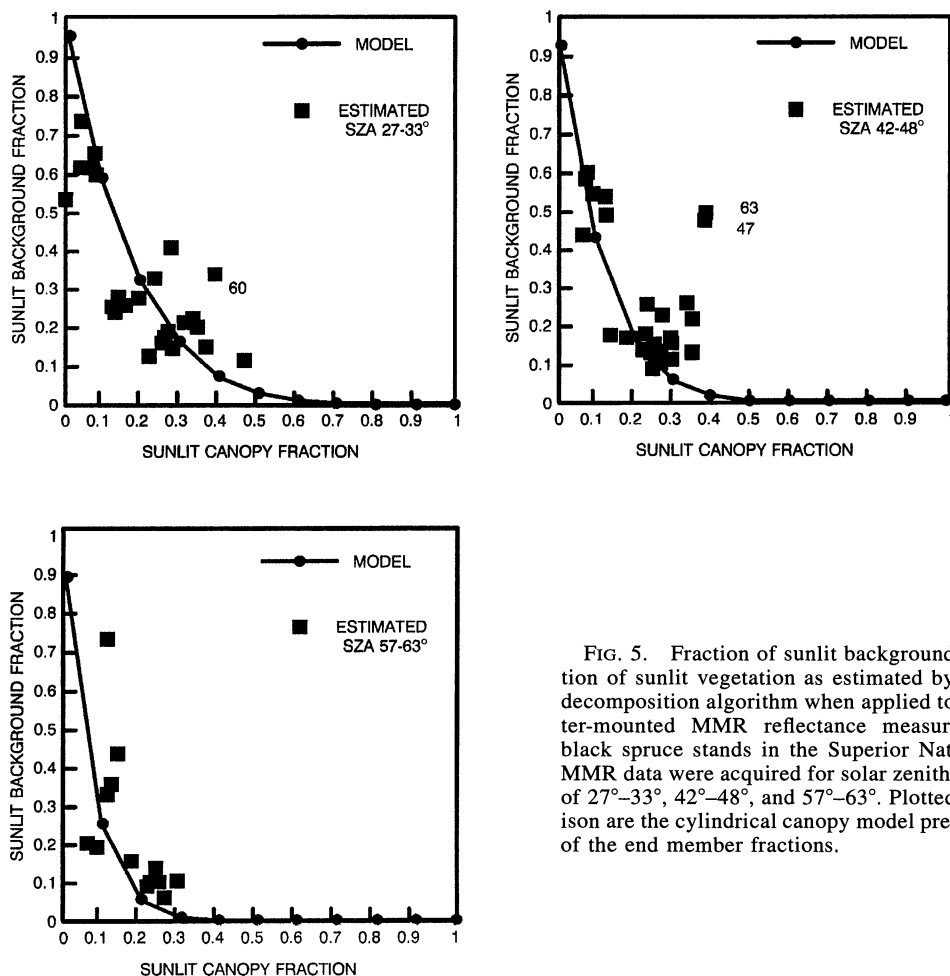 1
0.9
0.8
0.7
0.6
0.5
0.4
0.3
0.2
0.1
0
SUNLIT BACKGROUND FRACTION
MODEL
ESTIMATED
SZA 27-33°
60
0 0.1 0.2 0.3 0.4 0.5 0.6 0.7 0.8 0.9 1
SUNLIT CANOPY FRACTION
1
0.9
0.8
0.7
0.6
0.5
0.4
0.3
0.2
0.1
0
SUNLIT BACKGROUND FRACTION
MODEL
ESTIMATED
SZA 42-48°
63
47
0 0.1 0.2 0.3 0.4 0.5 0.6 0.7 0.8 0.9 1
SUNLIT CANOPY FRACTION
1
0.9
0.8
0.7
0.6
0.5
0.4
0.3
0.2
0.1
0
SUNLIT BACKGROUND FRACTION
MODEL
ESTIMATED
SZA 57-63°
0 0.1 0.2 0.3 0.4 0.5 0.6 0.7 0.8 0.9 1
SUNLIT CANOPY FRACTION
FIG. 5. Fraction of sunlit background
tion of sunlit vegetation as estimated by
decomposition algorithm when applied to
ter-mounted MMR reflectance measur
black spruce stands in the Superior Nat
MMR data were acquired for solar zenith
of 27°–33°, 42°–48°, and 57°–63°. Plotted
ison are the cylindrical canopy model pre
of the end member fractions.